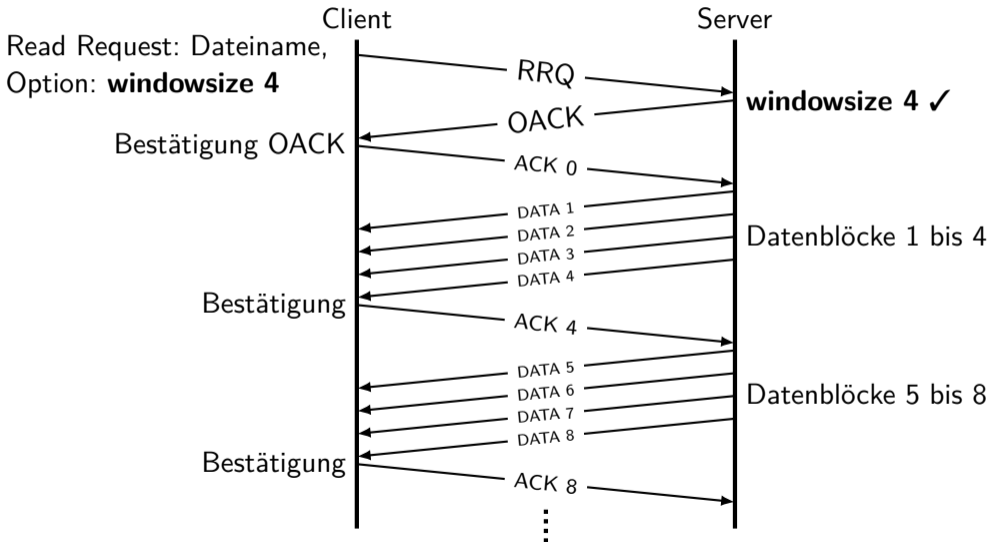 Client
Server
Read Request: Dateiname,
Option: windowsize 4
RRQ
windowsize 4 ✓
OACK
Bestätigung OACK
ACK 0
DATA 1
DATA 2
DATA 3
DATA 4
Datenblöcke 1 bis 4
Bestätigung
ACK 4
DATA 5
DATA 6
DATA 7
DATA 8
Datenblöcke 5 bis 8
Bestätigung
ACK 8